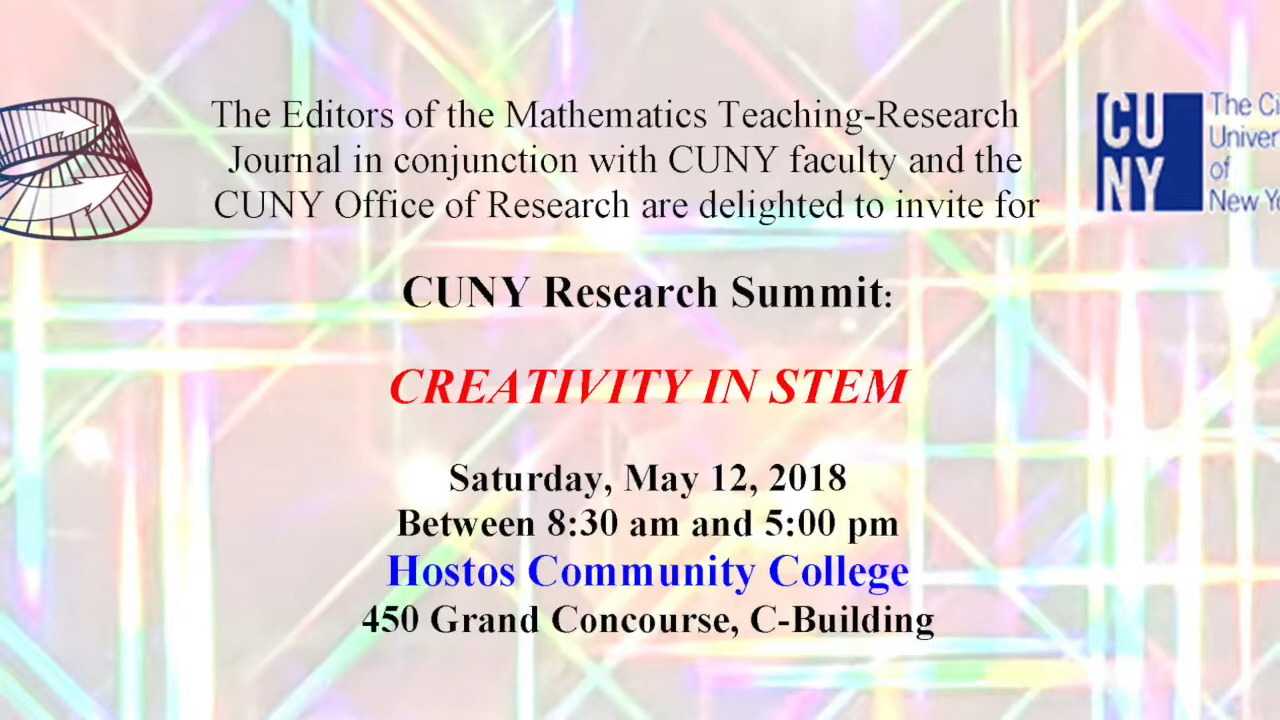 The Editors of the Mathematics Teaching-Research
Journal in conjunction with CUNY faculty and the
CUNY Office of Research are delighted to invite for
CU
NY
The Ci
Univer
of
New Yo
CUNY Research Summit:
CREATIVITY IN STEM
Saturday, May 12, 2018
Between 8:30 am and 5:00 pm
Hostos Community College
450 Grand Concourse, C-Building